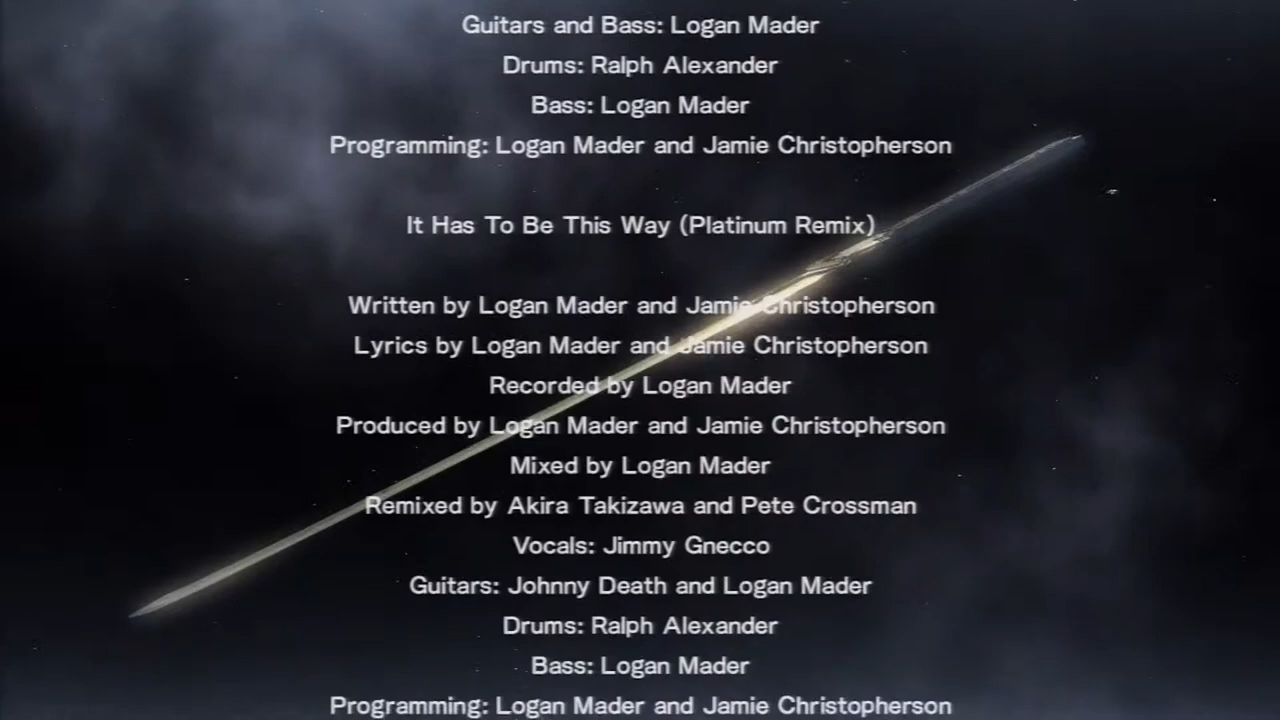 Guitars and Bass: Logan Mader
Drums: Ralph Alexander
Bass: Logan Mader
Programming: Logan Mader and Jamie Christopherson
It Has To Be This Way (Platinum Remix)
Written by Logan Mader and Jamie Christopherson
Lyrics by Logan Mader and Jamie Christopherson
Recorded by Logan Mader
Produced by Logan Mader and Jamie Christopherson
Mixed by Logan Mader
Remixed by Akira Takizawa and Pete Crossman
Vocals: Jimmy Gnecco
Guitars: Johnny Death and Logan Mader
Drums: Ralph Alexander
Bass: Logan Mader
Programming: Logan Mader and Jamie Christopherson